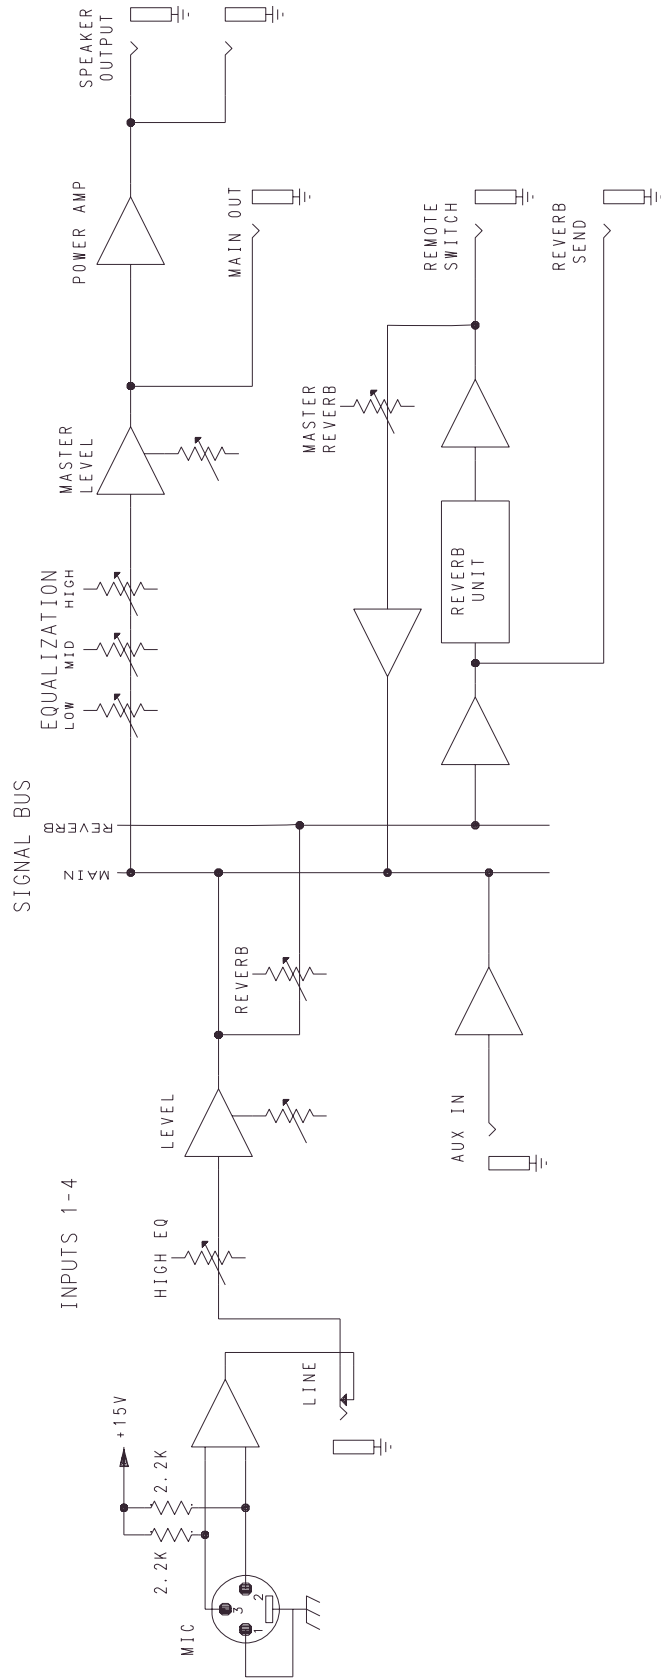 INPUTS 1-4
MIC
3
2
1
2.2K
2.2K
+15V
LINE
HIGH EQ
LEVEL
REVERB
AUX IN
SIGNAL BUS
MAIN
REVERB
EQUALIZATION
LOW
MID
HIGH
MASTER
LEVEL
POWER AMP
SPEAKER
OUTPUT
MAIN OUT
MASTER
REVERB
REVERB
UNIT
REMOTE
SWITCH
REVERB
SEND